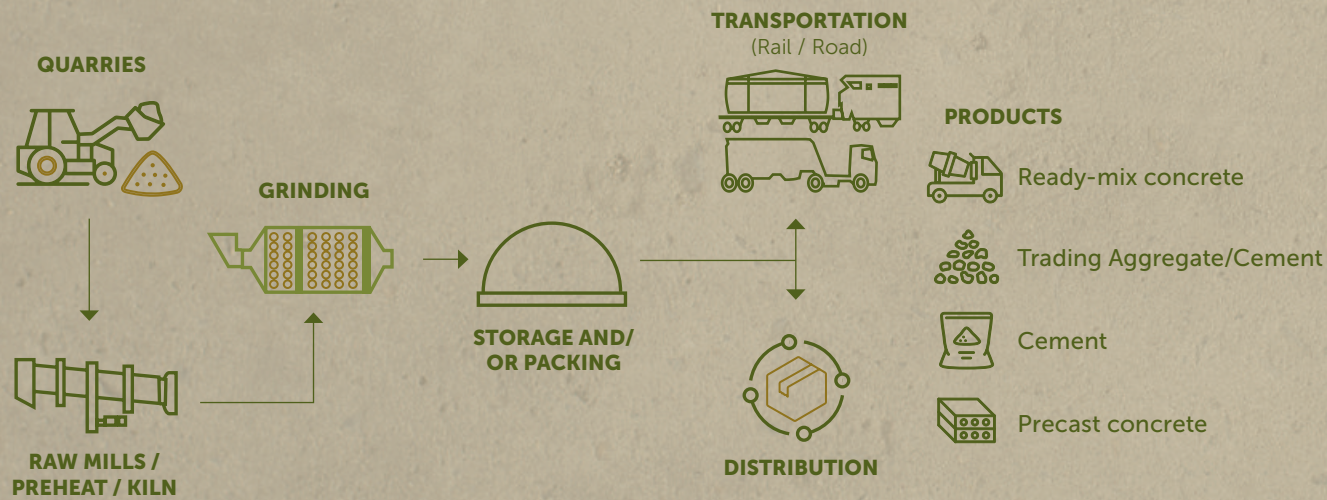 QUARRIES
RAW MILLS /
PREHEAT / KILN
GRINDING
STORAGE AND/
OR PACKING
TRANSPORTATION
(Rail / Road)
DISTRIBUTION
PRODUCTS
Ready-mix concrete
Trading Aggregate/Cement
Cement
Precast concrete